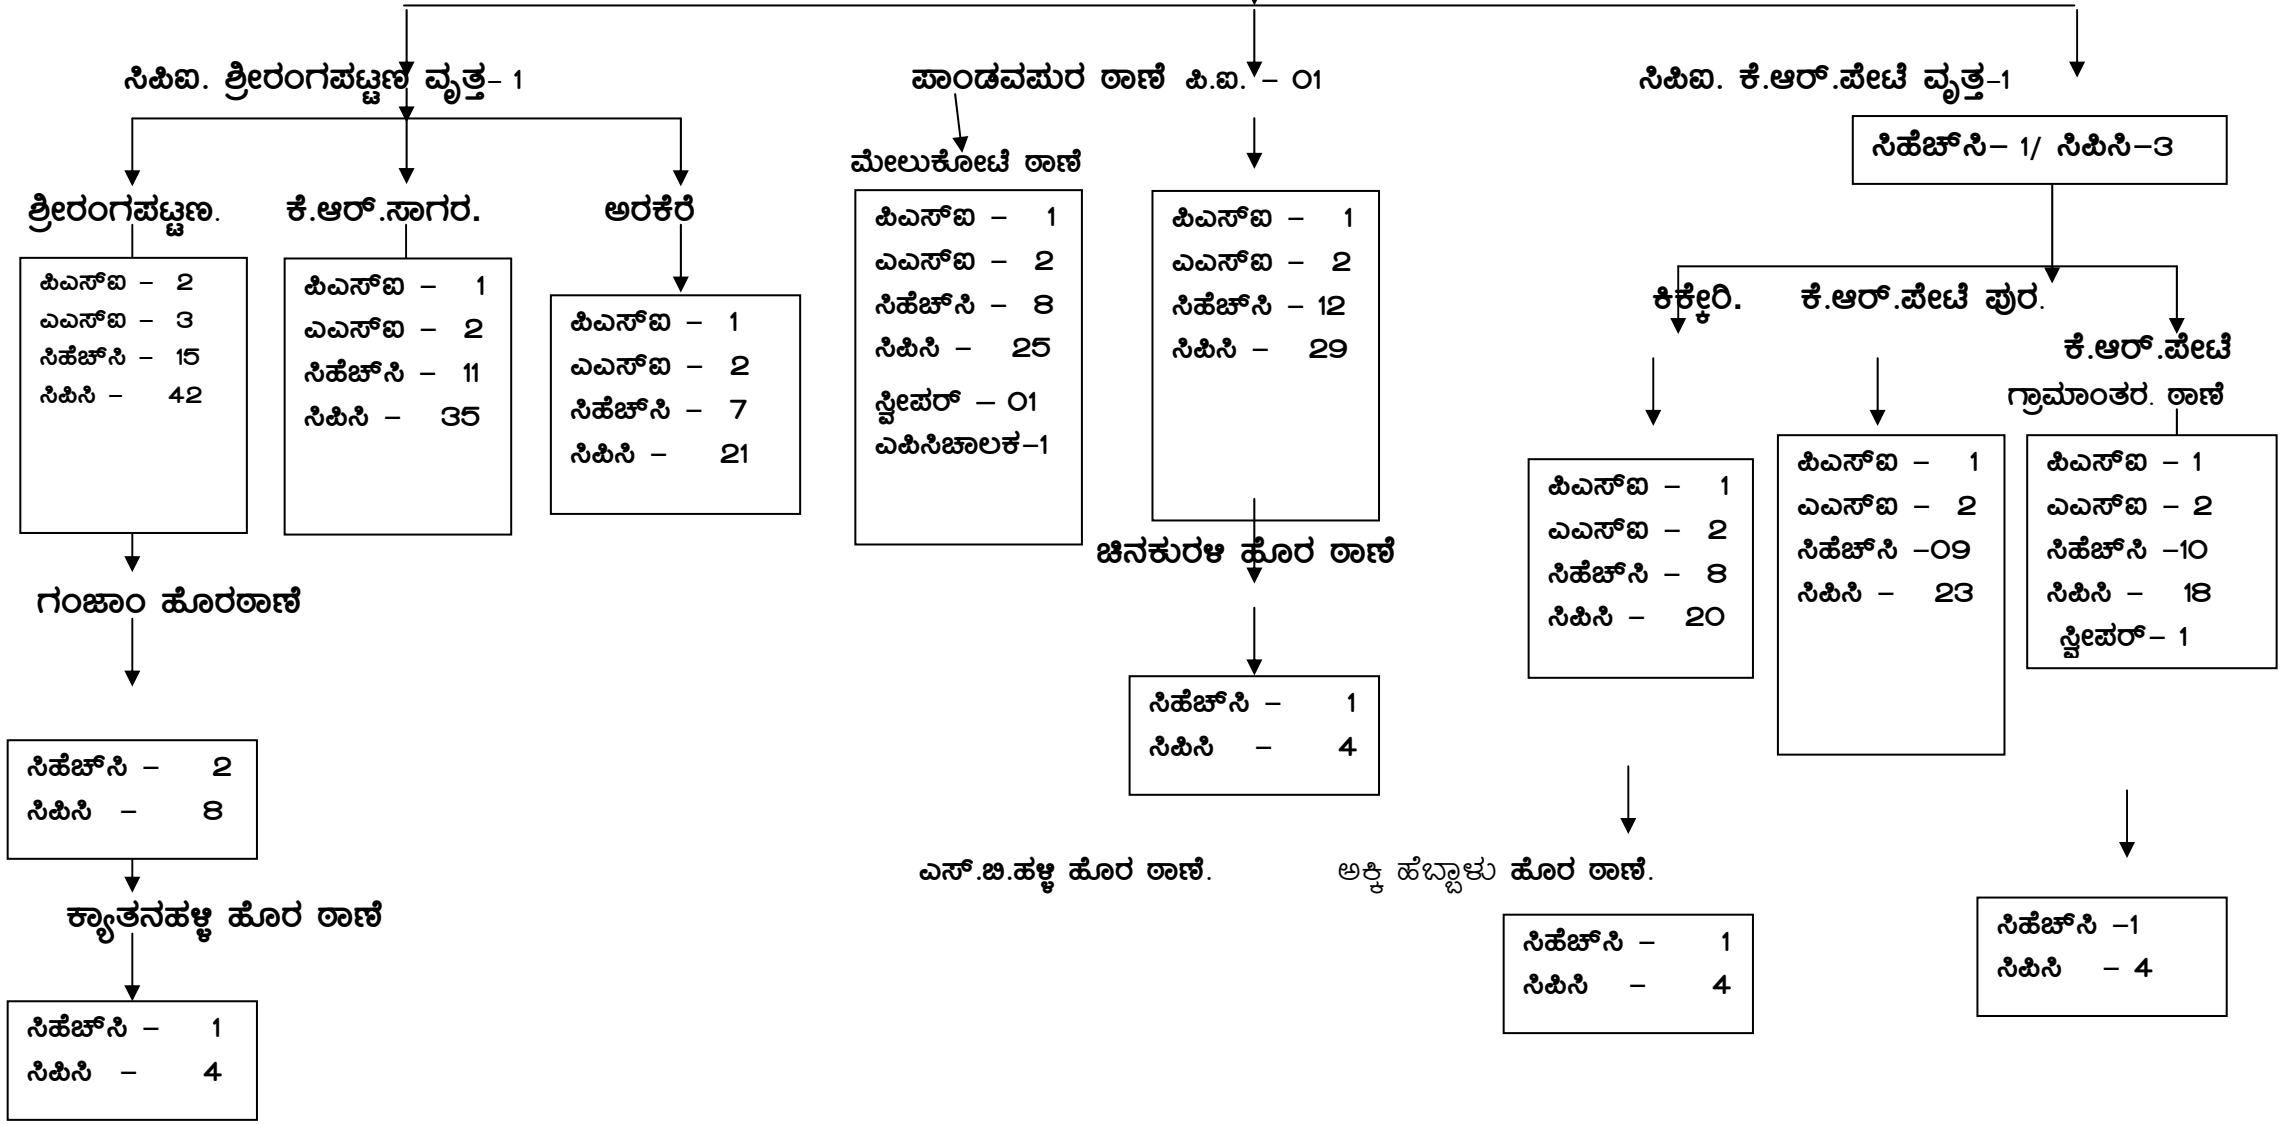 ಸಿಪಿಐ. ಶ್ರೀರಂಗಪಟ್ಟಣ ವೃತ್ತ– 1
ಪಾಂಡವಪುರ ಠಾಣೆ ಪಿ.ಐ. – 01
ಸಿಪಿಐ. ಕೆ.ಆರ್.ಪೇಟೆ ವೃತ್ತ–1
ಸಿಹೆಚ್‌ಸಿ– 1/ ಸಿಪಿಸಿ–3
ಮೇಲುಕೋಟೆ ಠಾಣೆ
ಶ್ರೀರಂಗಪಟ್ಟಣ.
ಕೆ.ಆರ್.ಸಾಗರ.
ಅರಕೆರೆ
ಪಿಎಸ್‌ಐ – 2
ಎಎಸ್‌ಐ – 3
ಸಿಹೆಚ್‌ಸಿ – 15
ಸಿಪಿಸಿ – 42
ಪಿಎಸ್‌ಐ – 1
ಎಎಸ್‌ಐ – 2
ಸಿಹೆಚ್‌ಸಿ – 11
ಸಿಪಿಸಿ – 35
ಪಿಎಸ್‌ಐ – 1
ಎಎಸ್‌ಐ – 2
ಸಿಹೆಚ್‌ಸಿ – 7
ಸಿಪಿಸಿ – 21
ಪಿಎಸ್‌ಐ – 1
ಎಎಸ್‌ಐ – 2
ಸಿಹೆಚ್‌ಸಿ – 8
ಸಿಪಿಸಿ – 25
ಸ್ವೀಪರ್ – 01
ಎಪಿಸಿಚಾಲಕ–1
ಪಿಎಸ್‌ಐ – 1
ಎಎಸ್‌ಐ – 2
ಸಿಹೆಚ್‌ಸಿ – 12
ಸಿಪಿಸಿ – 29
ಕಿಕ್ಕೇರಿ.
ಕೆ.ಆರ್.ಪೇಟೆ ಪುರ.
ಕೆ.ಆರ್.ಪೇಟೆ
ಗ್ರಾಮಾಂತರ. ಠಾಣೆ
ಪಿಎಸ್‌ಐ – 1
ಎಎಸ್‌ಐ – 2
ಸಿಹೆಚ್‌ಸಿ – 8
ಸಿಪಿಸಿ – 20
ಪಿಎಸ್‌ಐ – 1
ಎಎಸ್‌ಐ – 2
ಸಿಹೆಚ್‌ಸಿ –09
ಸಿಪಿಸಿ – 23
ಪಿಎಸ್‌ಐ – 1
ಎಎಸ್‌ಐ – 2
ಸಿಹೆಚ್‌ಸಿ –10
ಸಿಪಿಸಿ – 18
ಸ್ವೀಪರ್– 1
ಗಂಜಾಂ ಹೊರಠಾಣೆ
ಚಿನಕುರಳಿ ಹೊರ ಠಾಣೆ
ಸಿಹೆಚ್‌ಸಿ – 1
ಸಿಪಿಸಿ – 4
ಸಿಹೆಚ್‌ಸಿ – 2
ಸಿಪಿಸಿ – 8
ಎಸ್.ಬಿ.ಹಳ್ಳಿ ಹೊರ ಠಾಣೆ.
ಅಕ್ಕಿ ಹೆಬ್ಬಾಳು ಹೊರ ಠಾಣೆ.
ಕ್ಯಾತನಹಳ್ಳಿ ಹೊರ ಠಾಣೆ
ಸಿಹೆಚ್‌ಸಿ – 1
ಸಿಪಿಸಿ – 4
ಸಿಹೆಚ್‌ಸಿ –1
ಸಿಪಿಸಿ – 4
ಸಿಹೆಚ್‌ಸಿ – 1
ಸಿಪಿಸಿ – 4